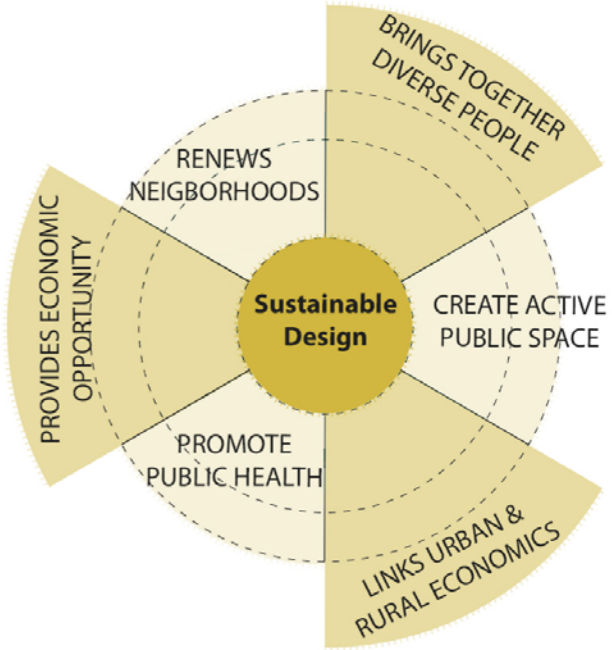 BRINGS TOGETHER
DIVERSE PEOPLE
RENEWS
NEIGBORHOODS
PROVIDES ECONOMIC
OPPORTUNITY
Sustainable
Design
CREATE ACTIVE
PUBLIC SPACE
PROMOTE
PUBLIC HEALTH
LINKS URBAN &
RURAL ECONOMICS